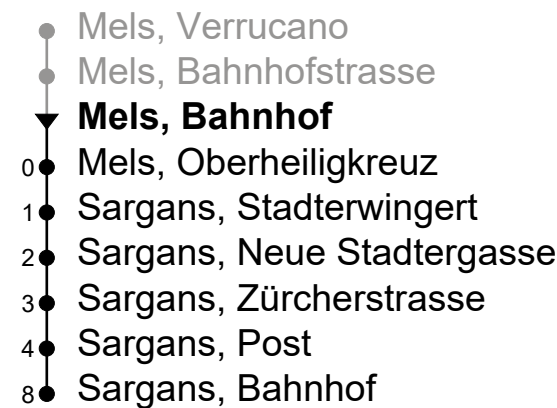 Mels, Verrucano
Mels, Bahnhofstrasse
Mels, Bahnhof
0 Mels, Oberheiligkreuz
1 Sargans, Stadterwingert
2 Sargans, Neue Stadtergasse
3 Sargans, Zürcherstrasse
4 Sargans, Post
8 Sargans, Bahnhof